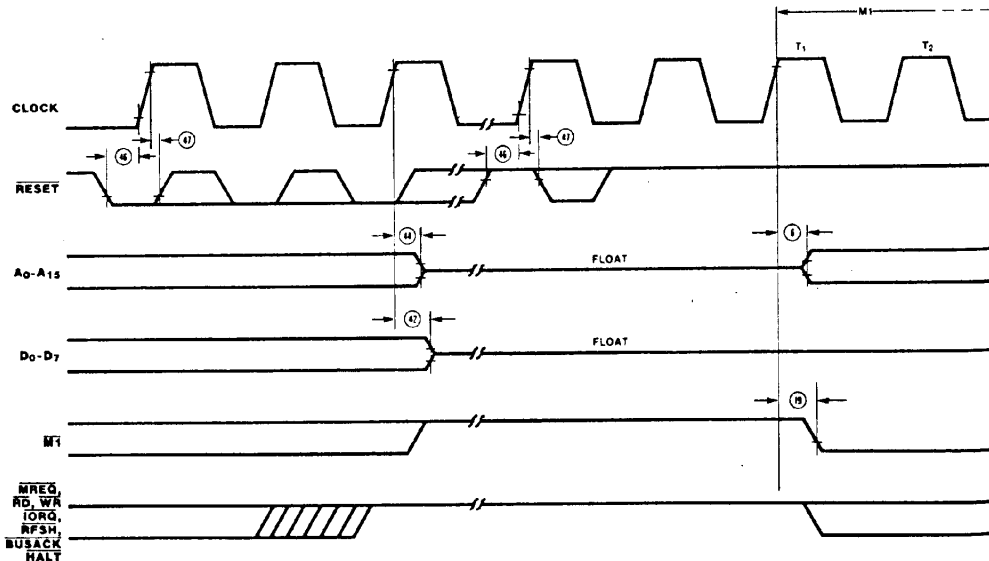 M1
T1
T2
CLOCK
46
47
46
47
RESET
44
6
A0-A15
FLOAT
42
D0-D7
FLOAT
19
M1
MREQ,
RD, WR
IORQ,
RFSH,
BUSACK
HALT